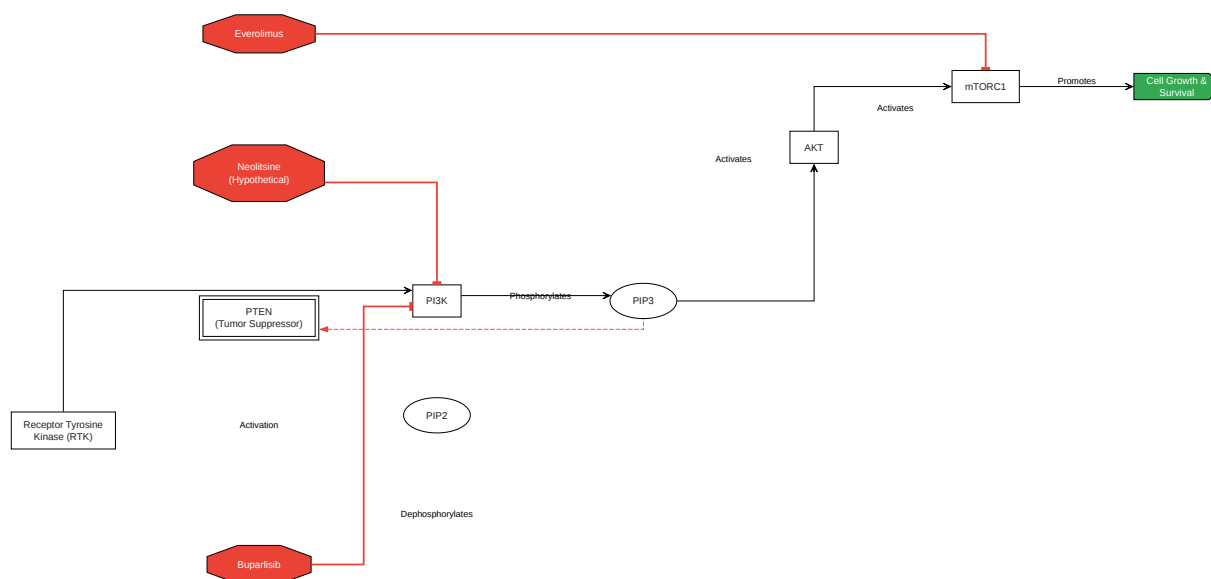 Everolimus
Cell Growth &
Survival
Promotes
mTORC1
Activates
AKT
Activates
Neolitsine
(Hypothetical)
PI3K
Phosphorylates
PIP3
PTEN
(Tumor Suppressor)
PIP2
Receptor Tyrosine
Kinase (RTK)
Activation
Dephosphorylates
Buparlisib